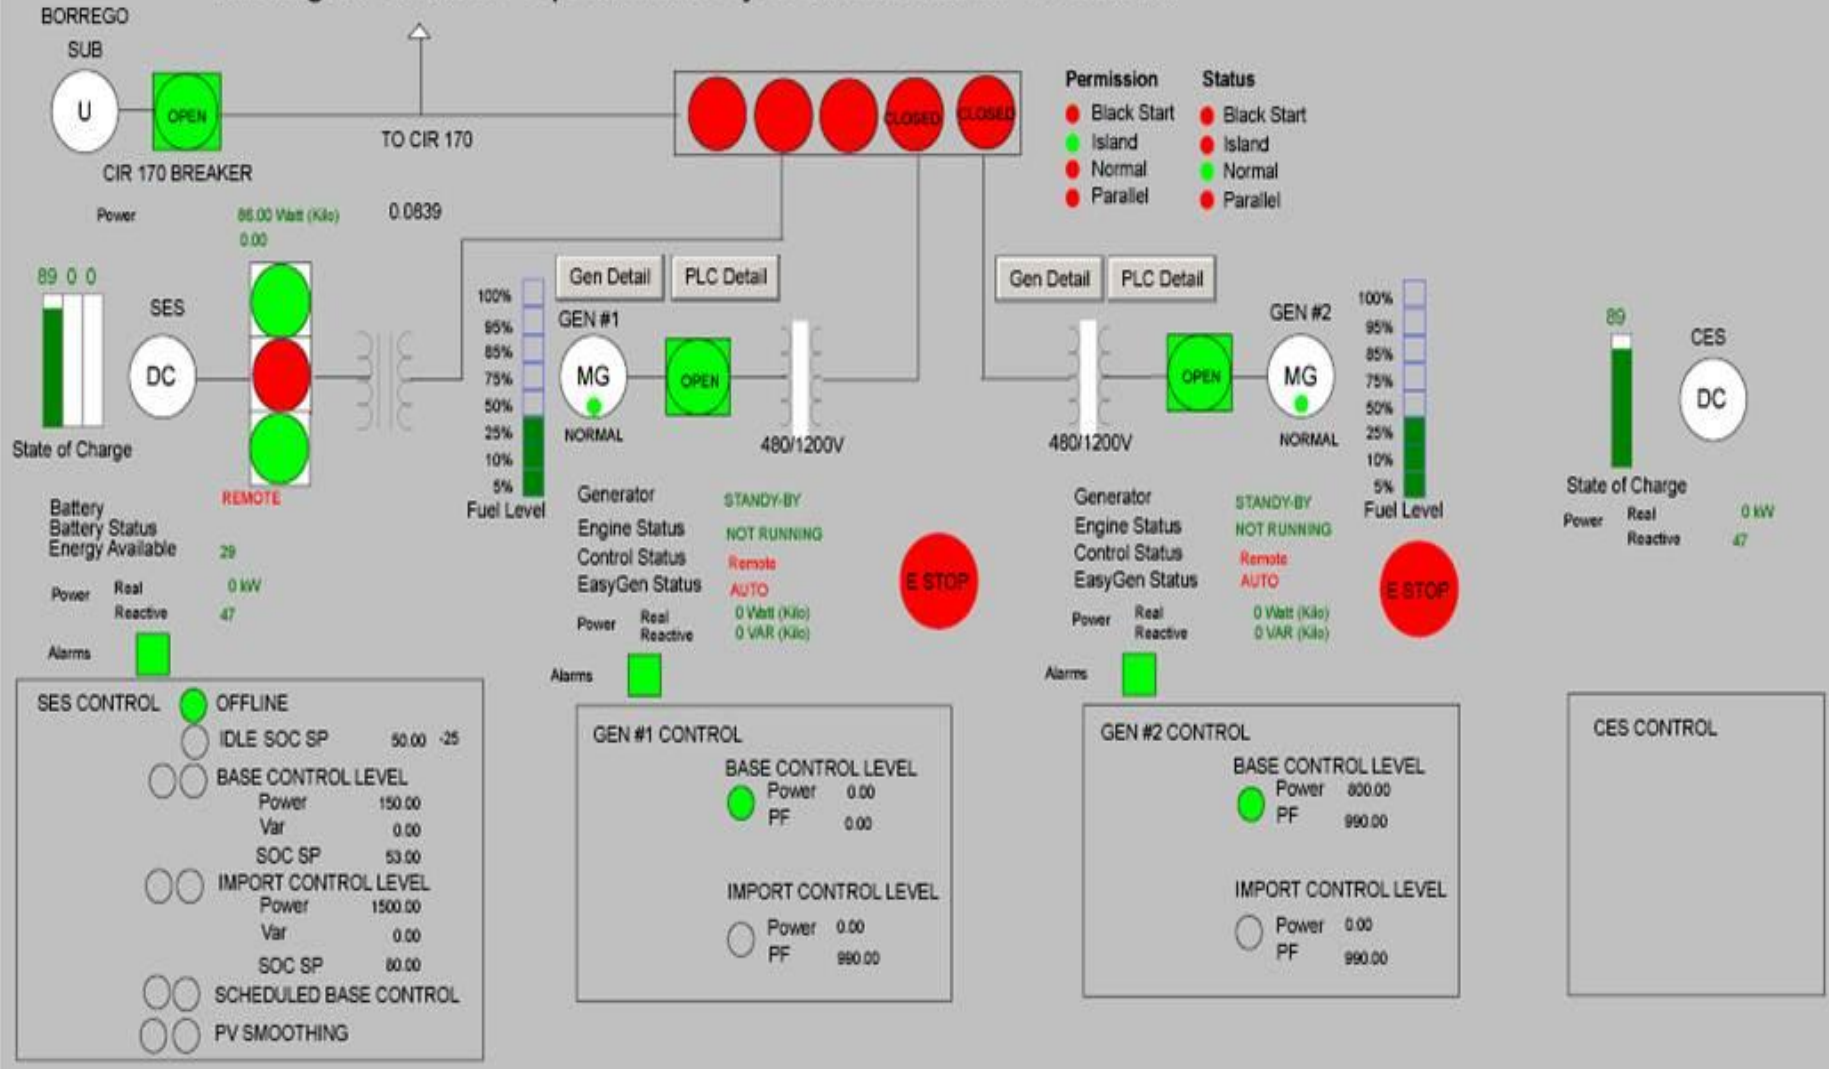 BORREGO
SUB
U
OPEN
TO CIR 170
CIR 170 BREAKER
CLOSED
CLOSED
Permission Status
Black Start Black Start
Island Island
Normal Normal
Parallel Parallel
Power 86.00 Watt (Kilo) 0.0839
0.00
89 0 0
SES
DC
State of Charge
REMOTE
Battery
Battery Status
Energy Available 29
Power Real 0 kW
Reactive 47
Alarms
100%
95%
85%
75%
50%
25%
10%
5%
Fuel Level
Gen Detail PLC Detail
GEN #1
MG
OPEN
NORMAL
480/1200V
Generator STANDY-BY
Engine Status NOT RUNNING
Control Status Remote
EasyGen Status AUTO
Power Real 0 Watt (Kilo)
Reactive 0 VAR (Kilo)
E STOP
Alarms
Gen Detail PLC Detail
GEN #2
OPEN
MG
NORMAL
480/1200V
100%
95%
85%
75%
50%
25%
10%
5%
Fuel Level
Generator STANDY-BY
Engine Status NOT RUNNING
Control Status Remote
EasyGen Status AUTO
Power Real 0 Watt (Kilo)
Reactive 0 VAR (Kilo)
E STOP
Alarms
89
CES
DC
State of Charge
Power Real 0 kW
Reactive 47
SES CONTROL OFFLINE
IDLE SOC SP 50.00 -25
BASE CONTROL LEVEL
Power 150.00
Var 0.00
SOC SP 53.00
IMPORT CONTROL LEVEL
Power 1500.00
Var 0.00
SOC SP 80.00
SCHEDULED BASE CONTROL
PV SMOOTHING
GEN #1 CONTROL
BASE CONTROL LEVEL
Power 0.00
PF 0.00
IMPORT CONTROL LEVEL
Power 0.00
PF 990.00
GEN #2 CONTROL
BASE CONTROL LEVEL
Power 800.00
PF 990.00
IMPORT CONTROL LEVEL
Power 0.00
PF 990.00
CES CONTROL